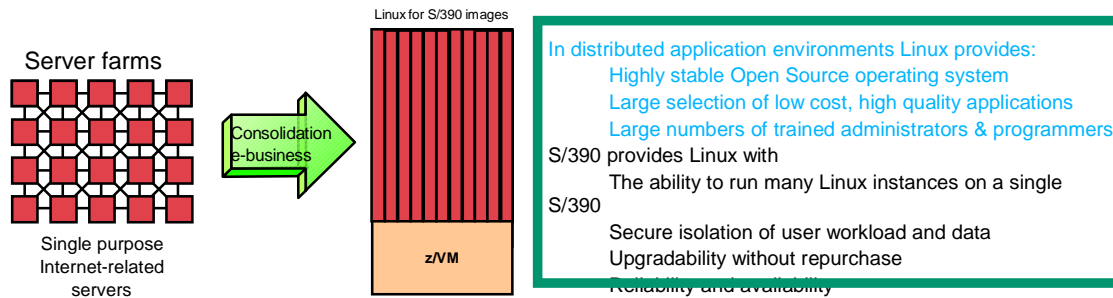 Linux for S/390 images
Server farms
Consolidation
e-business
z/VM
Single purpose
Internet-related
servers
In distributed application environments Linux provides:
Highly stable Open Source operating system
Large selection of low cost, high quality applications
Large numbers of trained administrators & programmers
S/390 provides Linux with
The ability to run many Linux instances on a single
S/390
Secure isolation of user workload and data
Upgradability without repurchase
Reliability and availability